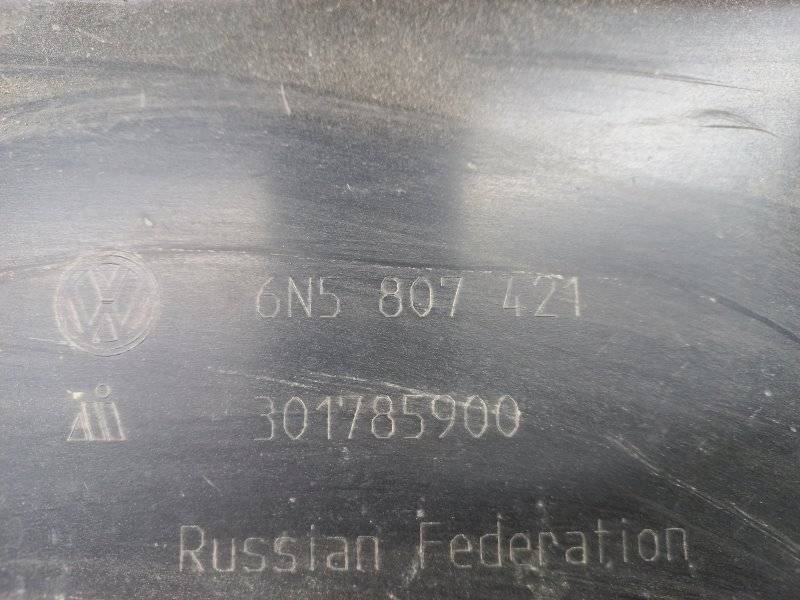 6N5 807 421
301785900
Russian Federation